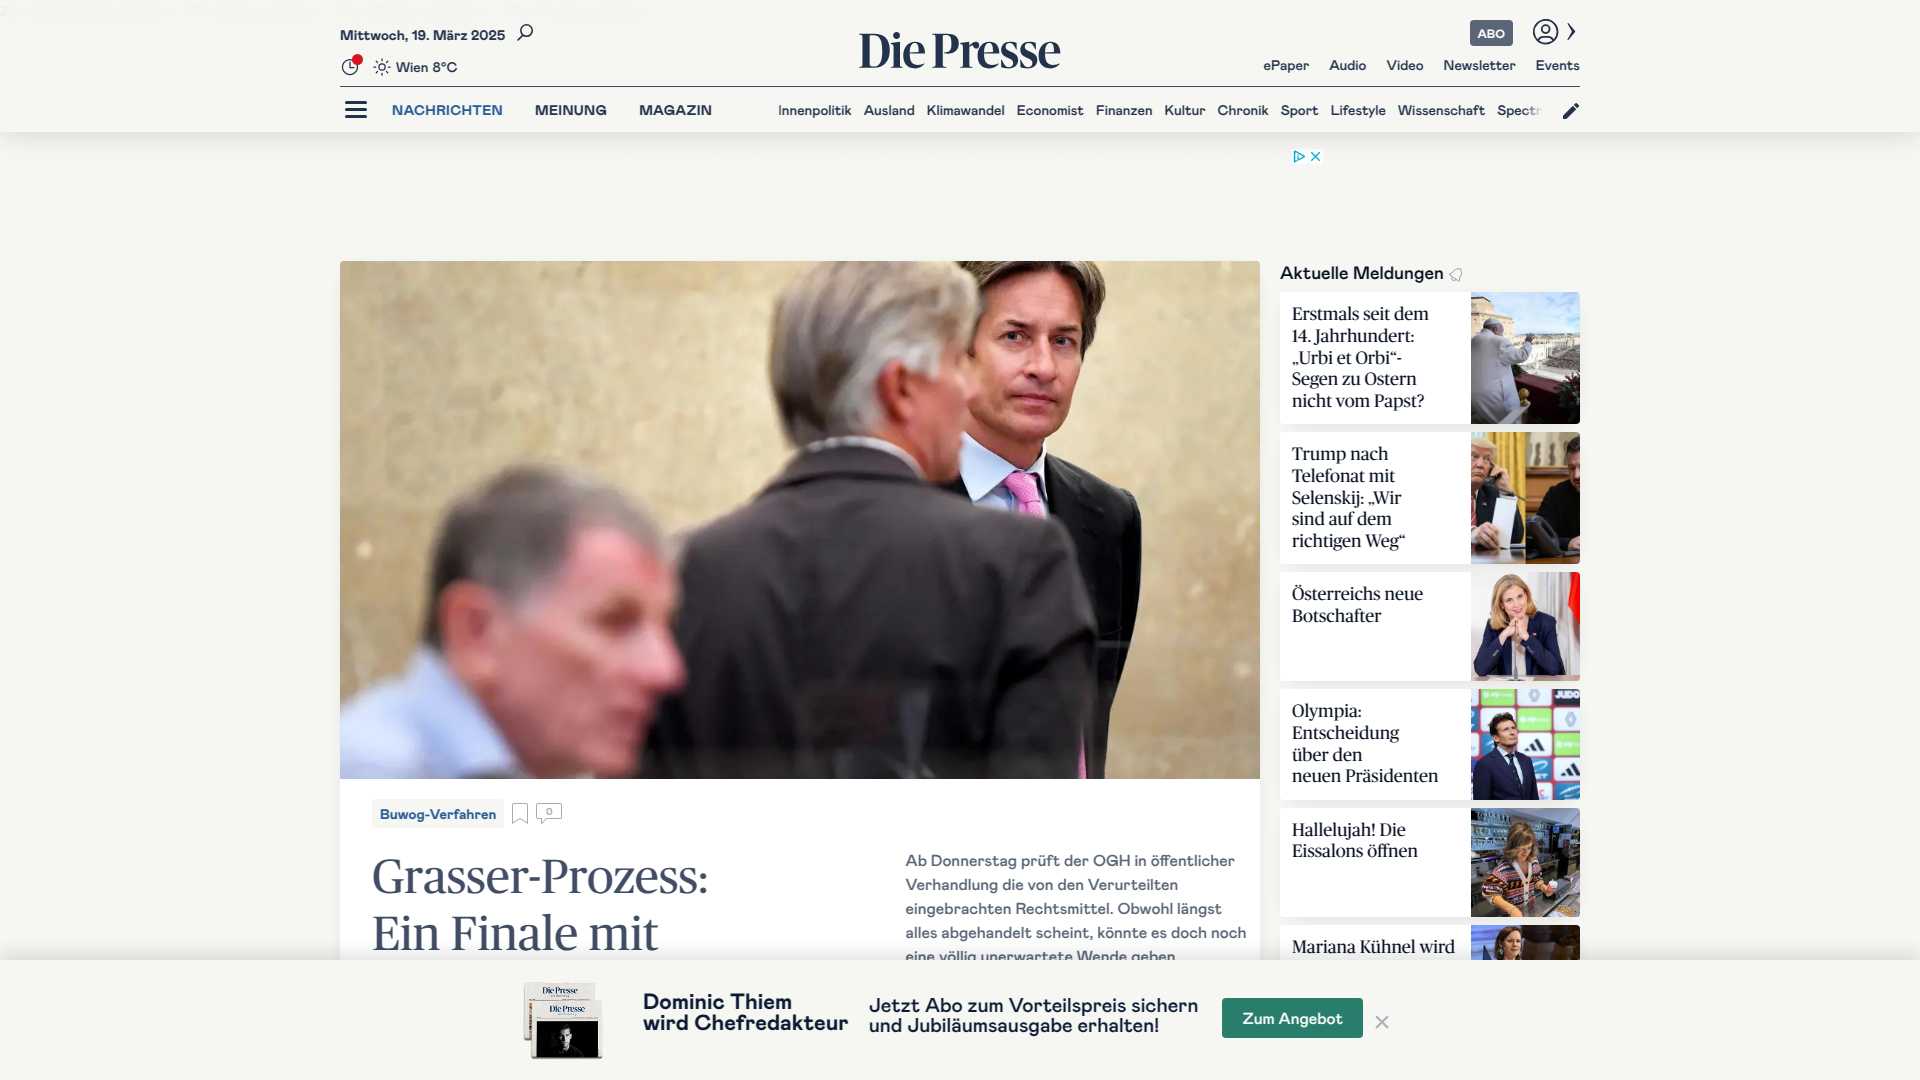 Mittwoch, 19. März 2025
Wien 8°C
Die Presse
ABO
ePaper Audio Video Newsletter Events
NACHRICHTEN MEINUNG MAGAZIN
Innenpolitik Ausland Klimawandel Economist Finanzen Kultur Chronik Sport Lifestyle Wissenschaft Spectr
Buwog-Verfahren
0
Grasser-Prozess:
Ein Finale mit
Ab Donnerstag prüft der OGH in öffentlicher
Verhandlung die von den Verurteilten
eingebrachten Rechtsmittel. Obwohl längst
alles abgehandelt scheint, könnte es doch noch
eine völlig unerwartete Wende geben
Aktuelle Meldungen
Erstmals seit dem
14. Jahrhundert:
„Urbi et Orbi“-
Segen zu Ostern
nicht vom Papst?
Trump nach
Telefonat mit
Selenskij: „Wir
sind auf dem
richtigen Weg“
Österreichs neue
Botschafter
Olympia:
Entscheidung
über den
neuen Präsidenten
JUDO
Hallelujah! Die
Eissalons öffnen
Mariana Kühnel wird
Die Presse
Die Presse
Dominic Thiem
wird Chefredakteur
Jetzt Abo zum Vorteilspreis sichern
und Jubiläumsausgabe erhalten!
Zum Angebot